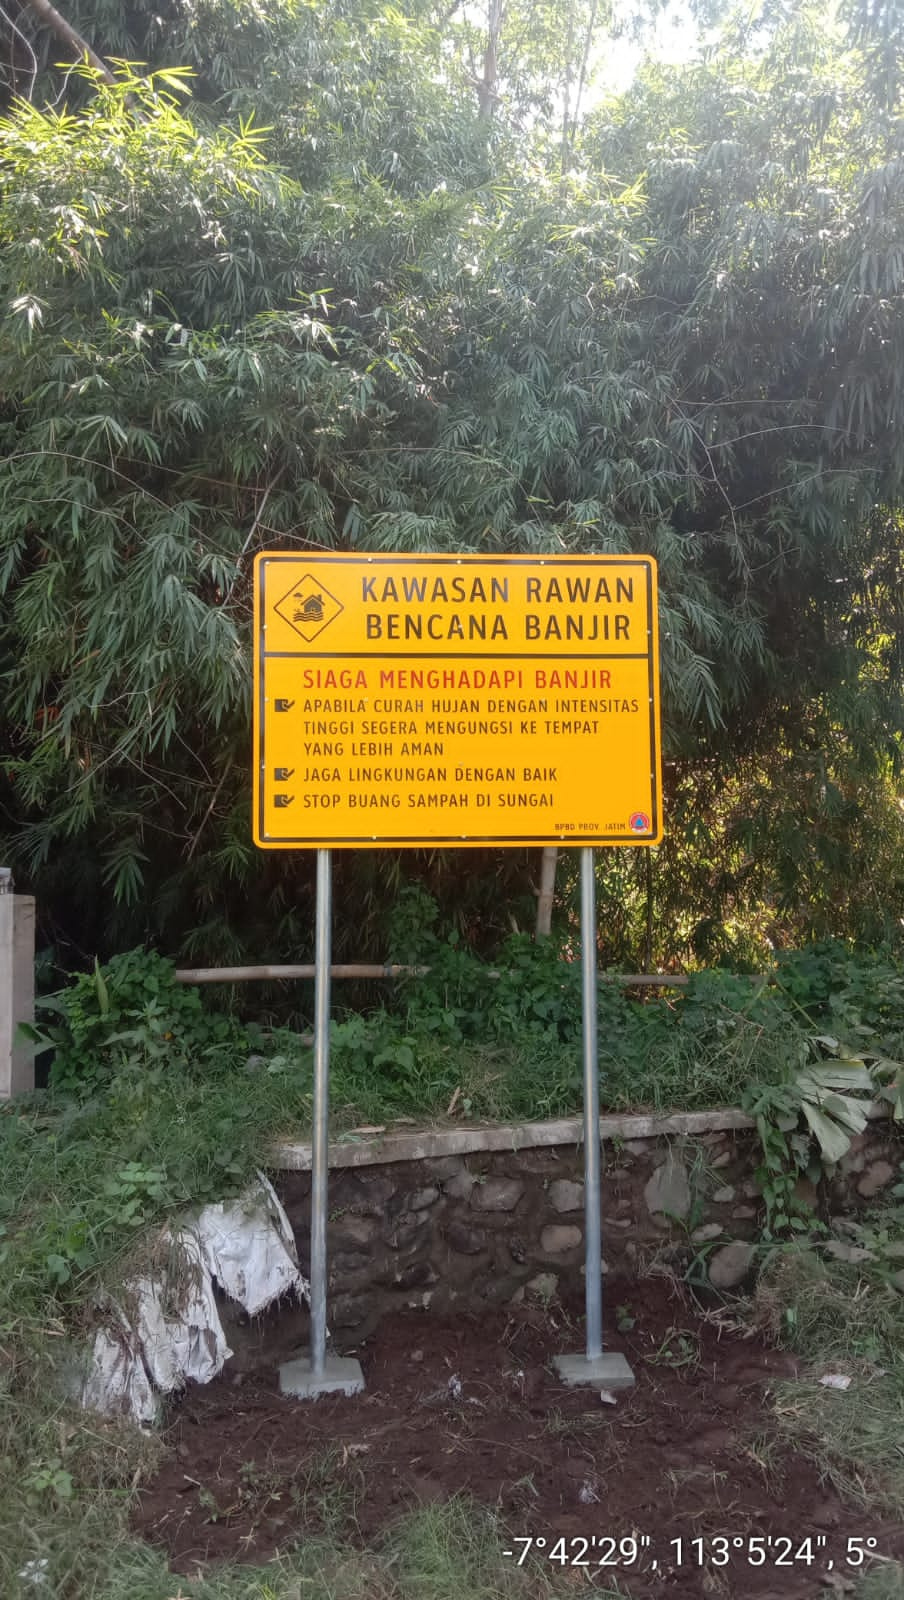 KAWASAN RAWAN
BENCANA BANJIR
SIAGA MENGHADAPI BANJIR
APABILA CURAH HUJAN DENGAN INTENSITAS
TINGGI SEGERA MENGUNGSI KE TEMPAT
YANG LEBIH AMAN
JAGA LINGKUNGAN DENGAN BAIK
STOP BUANG SAMPAH DI SUNGAI
BPBD PROV. JATIM
-7°42'29", 113°5'24", 5°